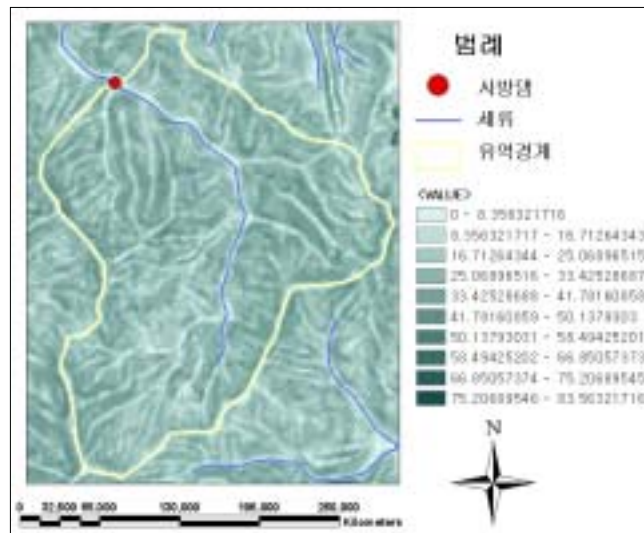 범례
사방댐
세류
유역경계
<VALUE>
0 - 8.356321716
8.356321717 - 16.71264343
16.71264344 - 25.06896515
25.06896516 - 33.42528687
33.42528688 - 41.78160858
41.78160859 - 50.1379303
50.13793031 - 58.49425201
58.49425202 - 66.85057373
66.85057374 - 75.20689545
75.20689546 - 83.56321716
N
0 32,500 65,000 130,000 195,000 260,000
Kilometers